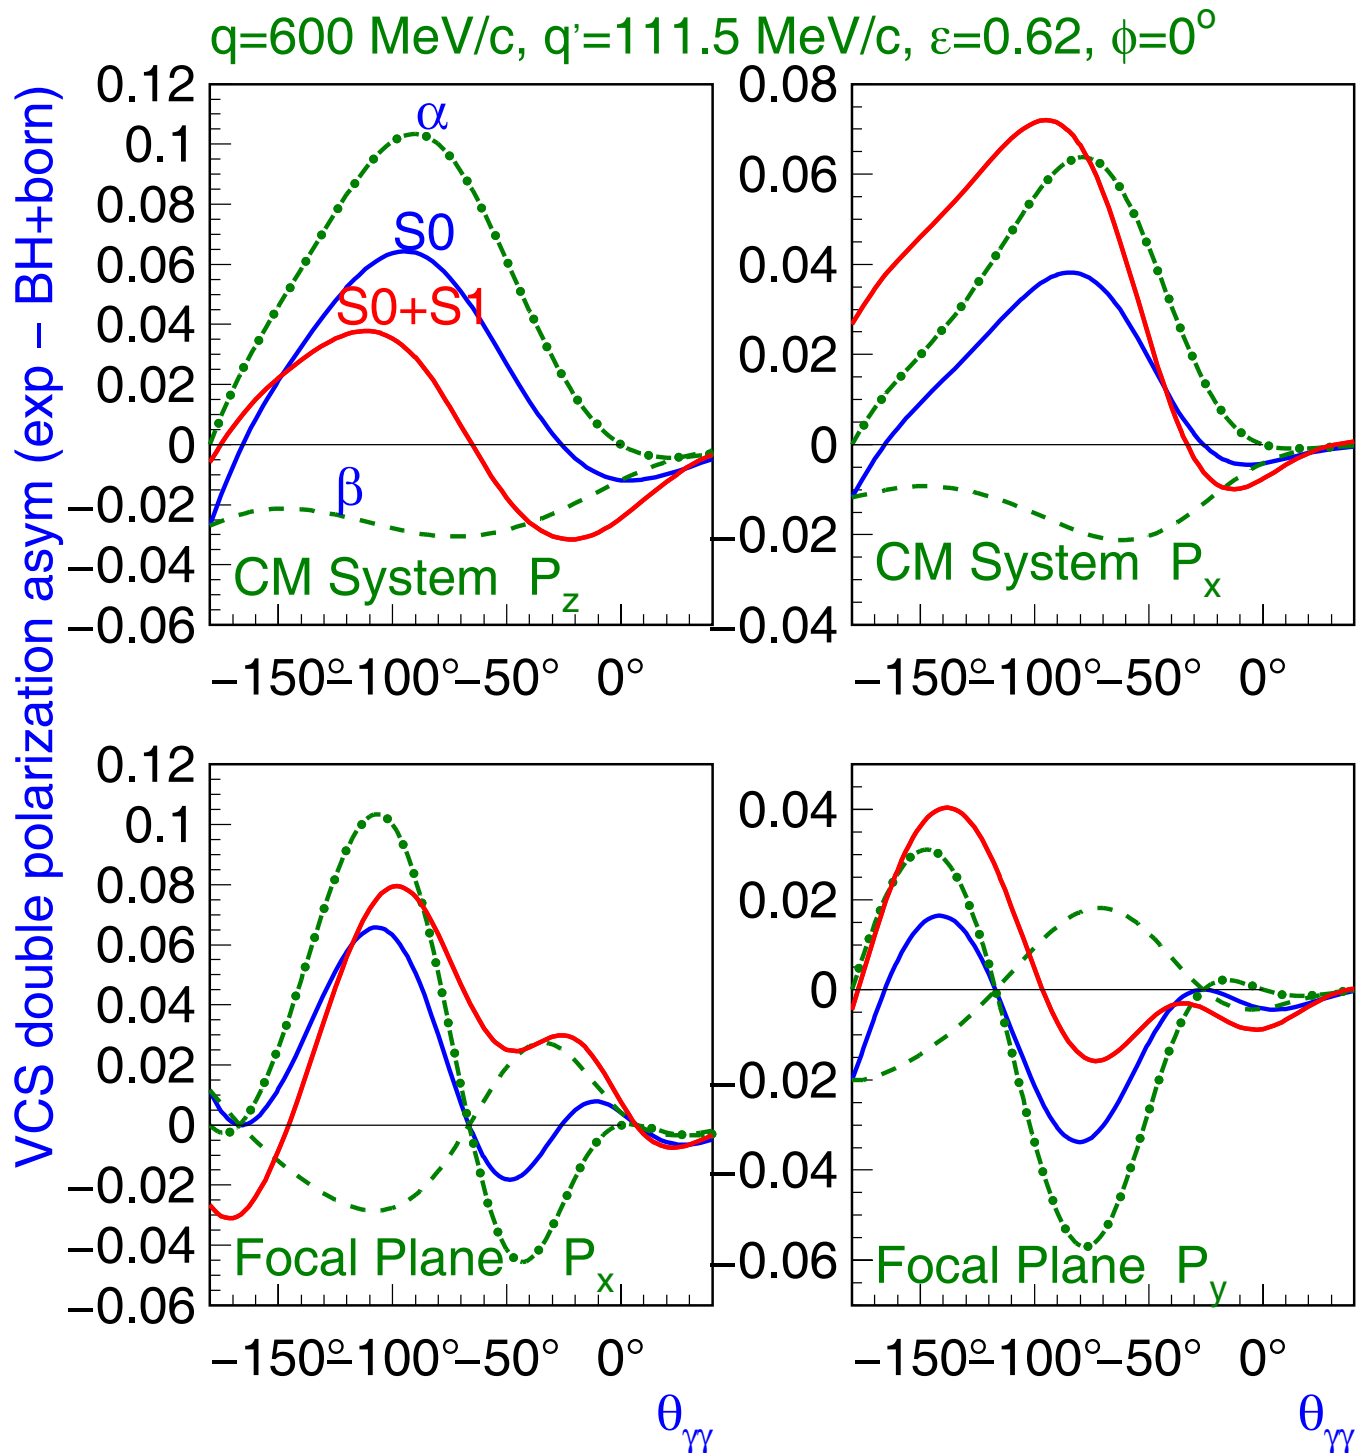 q=600 MeV/c, q'=111.5 MeV/c, ε=0.62, ϕ=0°
VCS double polarization asym (exp − BH+born)
0.12
0.1
0.08
0.06
0.04
0.02
0
−0.02
−0.04
−0.06
α
S0
S0+S1
β
CM System P_z
−150° −100° −50° 0°
0.08
0.06
0.04
0.02
0
−0.02
−0.04
CM System P_x
−150° −100° −50° 0°
0.12
0.1
0.08
0.06
0.04
0.02
0
−0.02
−0.04
−0.06
Focal Plane P_x
−150° −100° −50° 0°
θ_γγ
0.04
0.02
0
−0.02
−0.04
−0.06
Focal Plane P_y
−150° −100° −50° 0°
θ_γγ